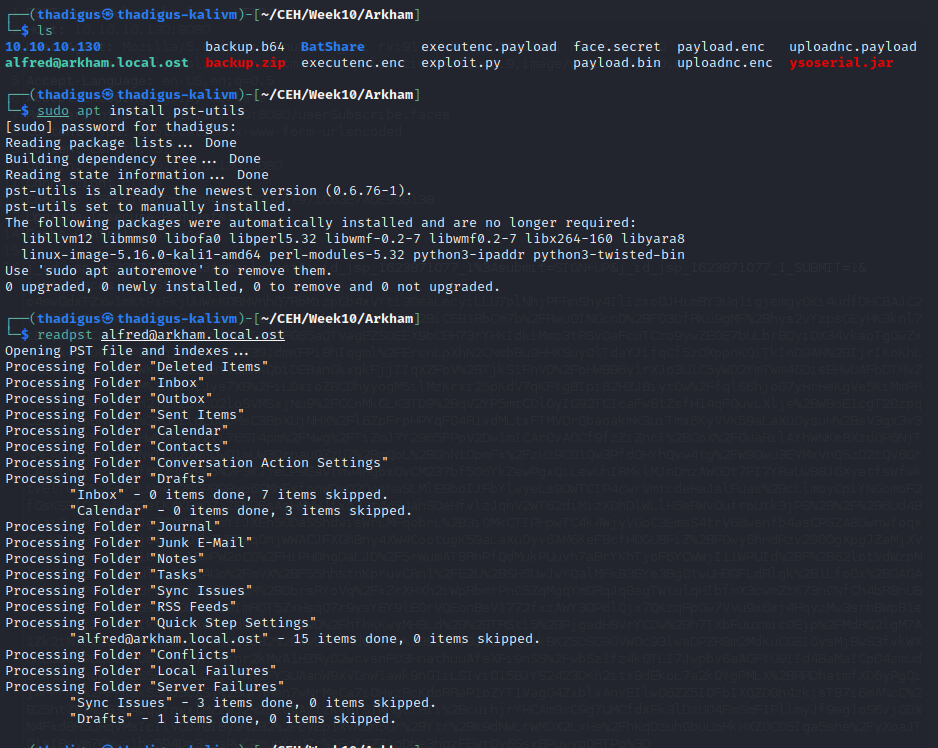 ┌──(thadigus㉿thadigus-kalivm)-[~/CEH/Week10/Arkham]
└─$ ls
10.10.10.130 backup.b64 BatShare executenc.payload face.secret payload.enc uploadnc.payload
alfred@arkham.local.ost backup.zip executenc.enc exploit.py payload.bin uploadnc.enc ysoserial.jar
┌──(thadigus㉿thadigus-kalivm)-[~/CEH/Week10/Arkham]
└─$ sudo apt install pst-utils
[sudo] password for thadigus:
Reading package lists... Done
Building dependency tree... Done
Reading state information... Done
pst-utils is already the newest version (0.6.76-1).
pst-utils set to manually installed.
The following packages were automatically installed and are no longer required:
  libllvm12 libmms0 libofa0 libperl5.32 libwmf-0.2-7 libwmf0.2-7 libx264-160 libyara8
  linux-image-5.16.0-kali1-amd64 perl-modules-5.32 python3-ipaddr python3-twisted-bin
Use 'sudo apt autoremove' to remove them.
0 upgraded, 0 newly installed, 0 to remove and 0 not upgraded.
┌──(thadigus㉿thadigus-kalivm)-[~/CEH/Week10/Arkham]
└─$ readpst alfred@arkham.local.ost
Opening PST file and indexes...
Processing Folder "Deleted Items"
Processing Folder "Inbox"
Processing Folder "Outbox"
Processing Folder "Sent Items"
Processing Folder "Calendar"
Processing Folder "Contacts"
Processing Folder "Conversation Action Settings"
Processing Folder "Drafts"
        "Inbox" - 0 items done, 7 items skipped.
        "Calendar" - 0 items done, 3 items skipped.
Processing Folder "Journal"
Processing Folder "Junk E-Mail"
Processing Folder "Notes"
Processing Folder "Tasks"
Processing Folder "Sync Issues"
Processing Folder "RSS Feeds"
Processing Folder "Quick Step Settings"
        "alfred@arkham.local.ost" - 15 items done, 0 items skipped.
Processing Folder "Conflicts"
Processing Folder "Local Failures"
Processing Folder "Server Failures"
        "Sync Issues" - 3 items done, 0 items skipped.
        "Drafts" - 1 items done, 0 items skipped.